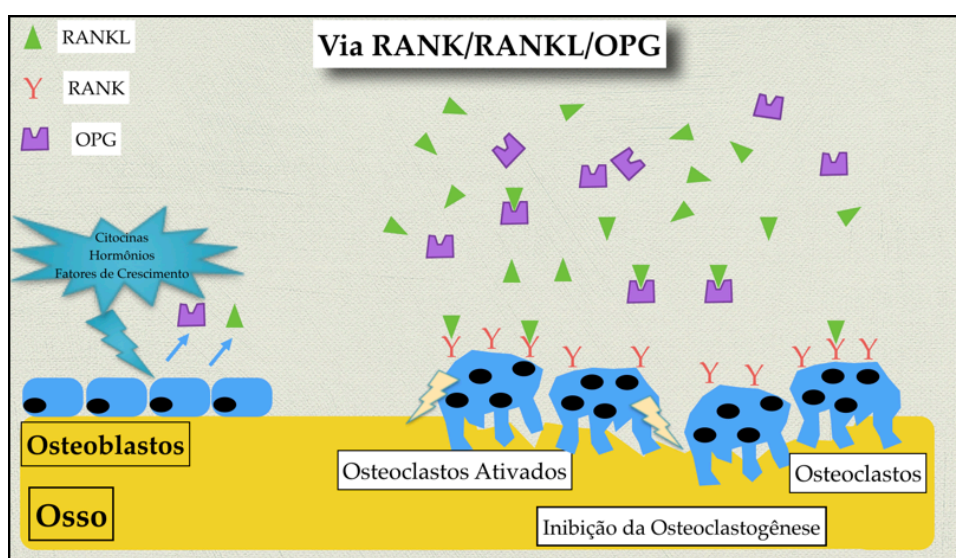 Via RANK/RANKL/OPG
RANKL
RANK
OPG
Citocinas
Hormônios
Fatores de Crescimento
Y Y Y Y Y Y Y Y Y Y
Osteoblastos
Osteoclastos Ativados
Osteoclastos
Osso
Inibição da Osteoclastogênese